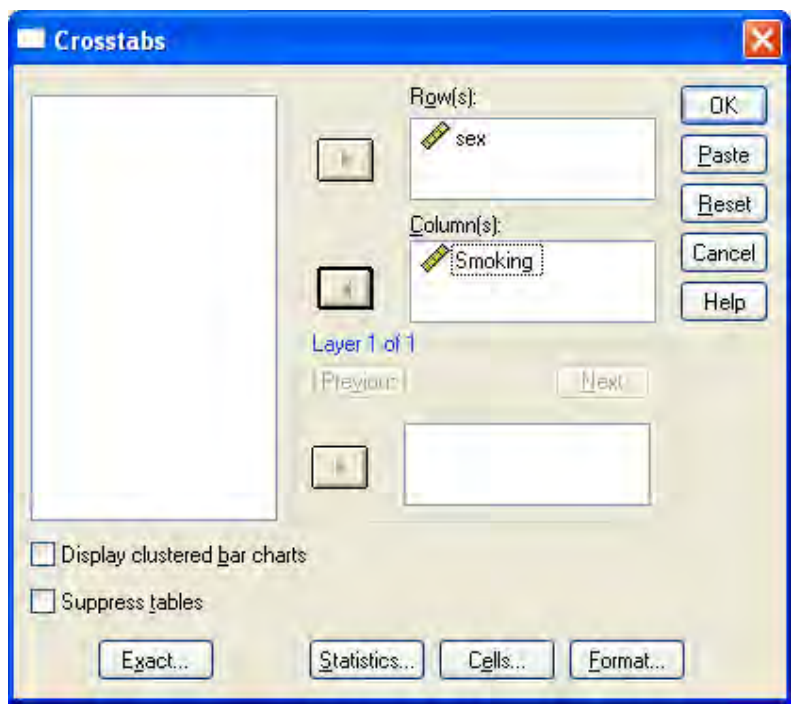 Crosstabs
Row(s):
sex
OK
Paste
Reset
Column(s):
Smoking
Cancel
Help
Layer 1 of 1
Previous
Next
Display clustered bar charts
Suppress tables
Exact...
Statistics...
Cells...
Format...